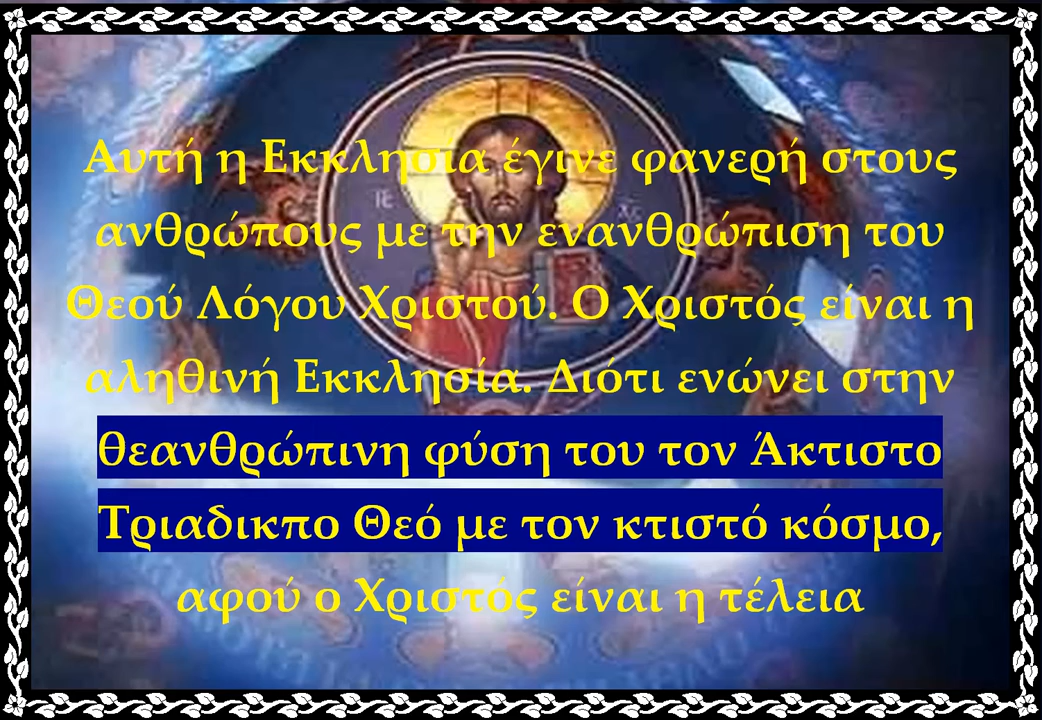 Αυτή η Εκκλησία έγινε φανερή στους
ανθρώπους με την ενανθρώπιση του
Θεού Λόγου Χριστού. Ο Χριστός είναι η
αληθινή Εκκλησία. Διότι ενώνει στην
θεανθρώπινη φύση του τον Άκτιστο
Τριαδικπο Θεό με τον κτιστό κόσμο,
αφού ο Χριστός είναι η τέλεια